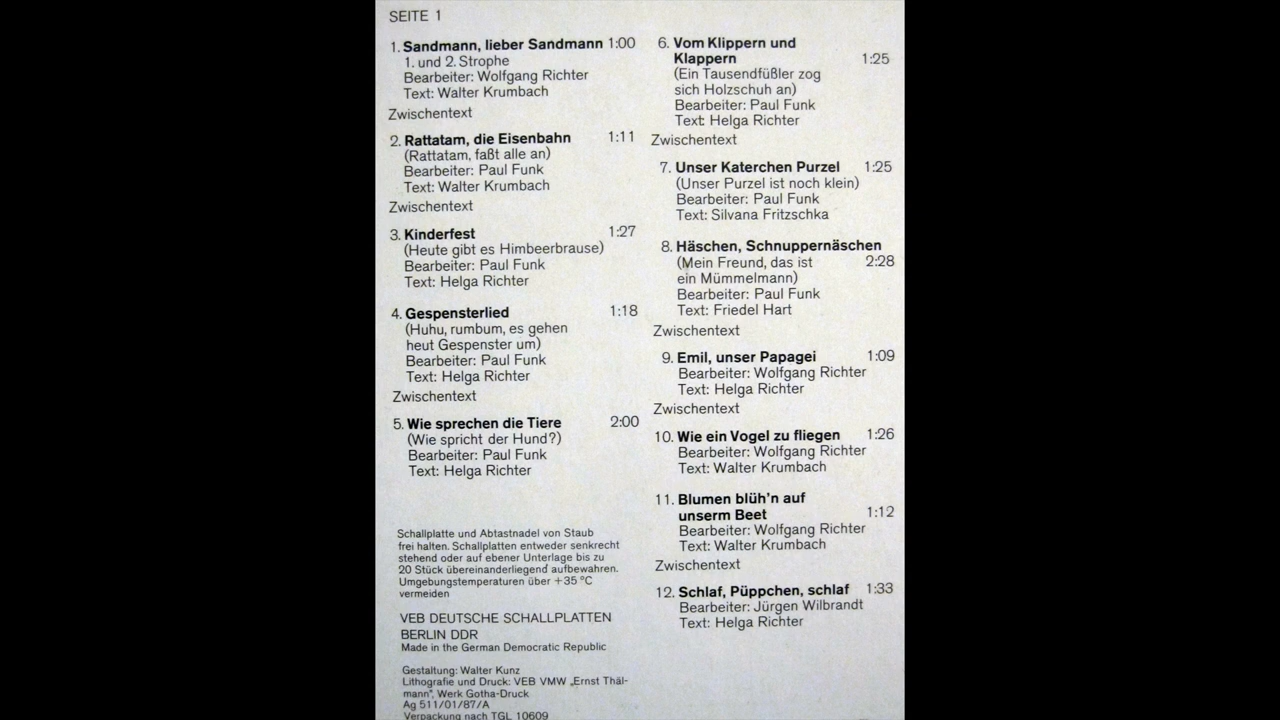 SEITE 1
1. Sandmann, lieber Sandmann 1:00
1. und 2. Strophe
Bearbeiter: Wolfgang Richter
Text: Walter Krumbach
Zwischentext
2. Rattatam, die Eisenbahn 1:11
(Rattatam, faßt alle an)
Bearbeiter: Paul Funk
Text: Walter Krumbach
Zwischentext
3. Kinderfest 1:27
(Heute gibt es Himbeerbrause)
Bearbeiter: Paul Funk
Text: Helga Richter
4. Gespensterlied 1:18
(Huhu, rumbum, es gehen
heut Gespenster um)
Bearbeiter: Paul Funk
Text: Helga Richter
Zwischentext
5. Wie sprechen die Tiere 2:00
(Wie spricht der Hund?)
Bearbeiter: Paul Funk
Text: Helga Richter
Schallplatte und Abtastnadel von Staub
frei halten. Schallplatten entweder senkrecht
stehend oder auf ebener Unterlage bis zu
20 Stück übereinanderliegend aufbewahren.
Umgebungstemperaturen über +35 °C
vermeiden
VEB DEUTSCHE SCHALLPLATTEN
BERLIN DDR
Made in the German Democratic Republic
Gestaltung: Walter Kunz
Lithografie und Druck: VEB VMW „Ernst Thäl-
mann", Werk Gotha-Druck
Ag 511/01/87/A
Verpackung nach TGL 10609
6. Vom Klippern und
Klappern 1:25
(Ein Tausendfüßler zog
sich Holzschuh an)
Bearbeiter: Paul Funk
Text: Helga Richter
Zwischentext
7. Unser Katerchen Purzel 1:25
(Unser Purzel ist noch klein)
Bearbeiter: Paul Funk
Text: Silvana Fritzschka
8. Häschen, Schnuppernäschen
(Mein Freund, das ist 2:28
ein Mümmelmann)
Bearbeiter: Paul Funk
Text: Friedel Hart
Zwischentext
9. Emil, unser Papagei 1:09
Bearbeiter: Wolfgang Richter
Text: Helga Richter
Zwischentext
10. Wie ein Vogel zu fliegen 1:26
Bearbeiter: Wolfgang Richter
Text: Walter Krumbach
11. Blumen blüh'n auf
unserm Beet 1:12
Bearbeiter: Wolfgang Richter
Text: Walter Krumbach
Zwischentext
12. Schlaf, Püppchen, schlaf 1:33
Bearbeiter: Jürgen Wilbrandt
Text: Helga Richter